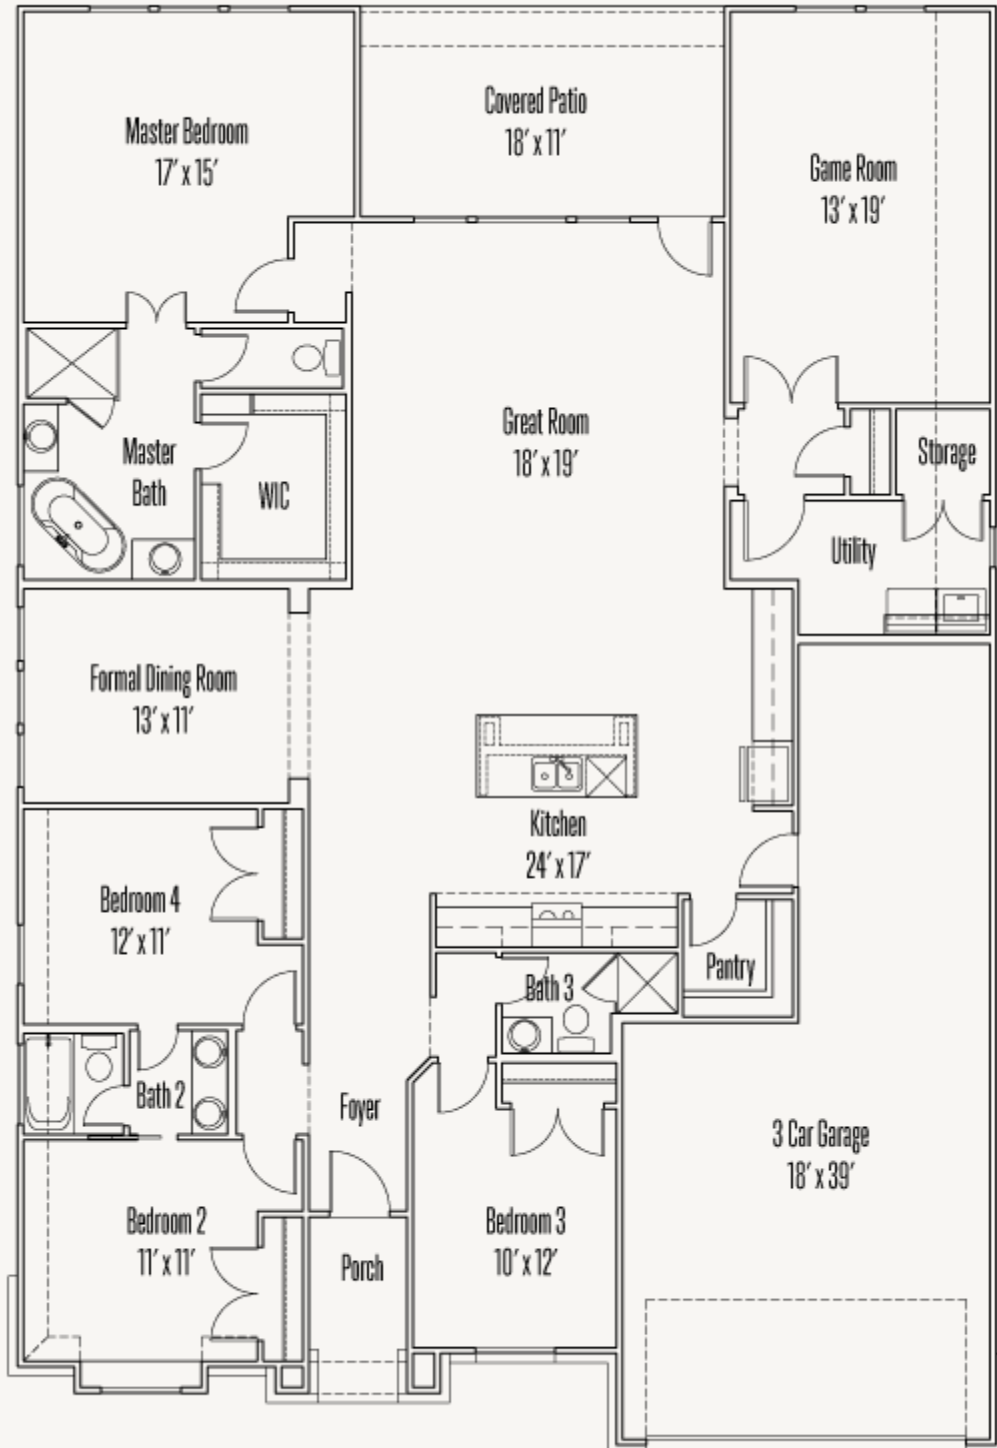 Master Bedroom
17' x 15'
Covered Patio
18' x 11'
Game Room
13' x 19'
Great Room
18' x 19'
Master
Bath
WIC
Storage
Utility
Formal Dining Room
13' x 11'
Kitchen
24' x 17'
Bedroom 4
12' x 11'
Pantry
Bath 3
Bath 2
Foyer
3 Car Garage
18' x 39'
Bedroom 2
11' x 11'
Porch
Bedroom 3
10' x 12'